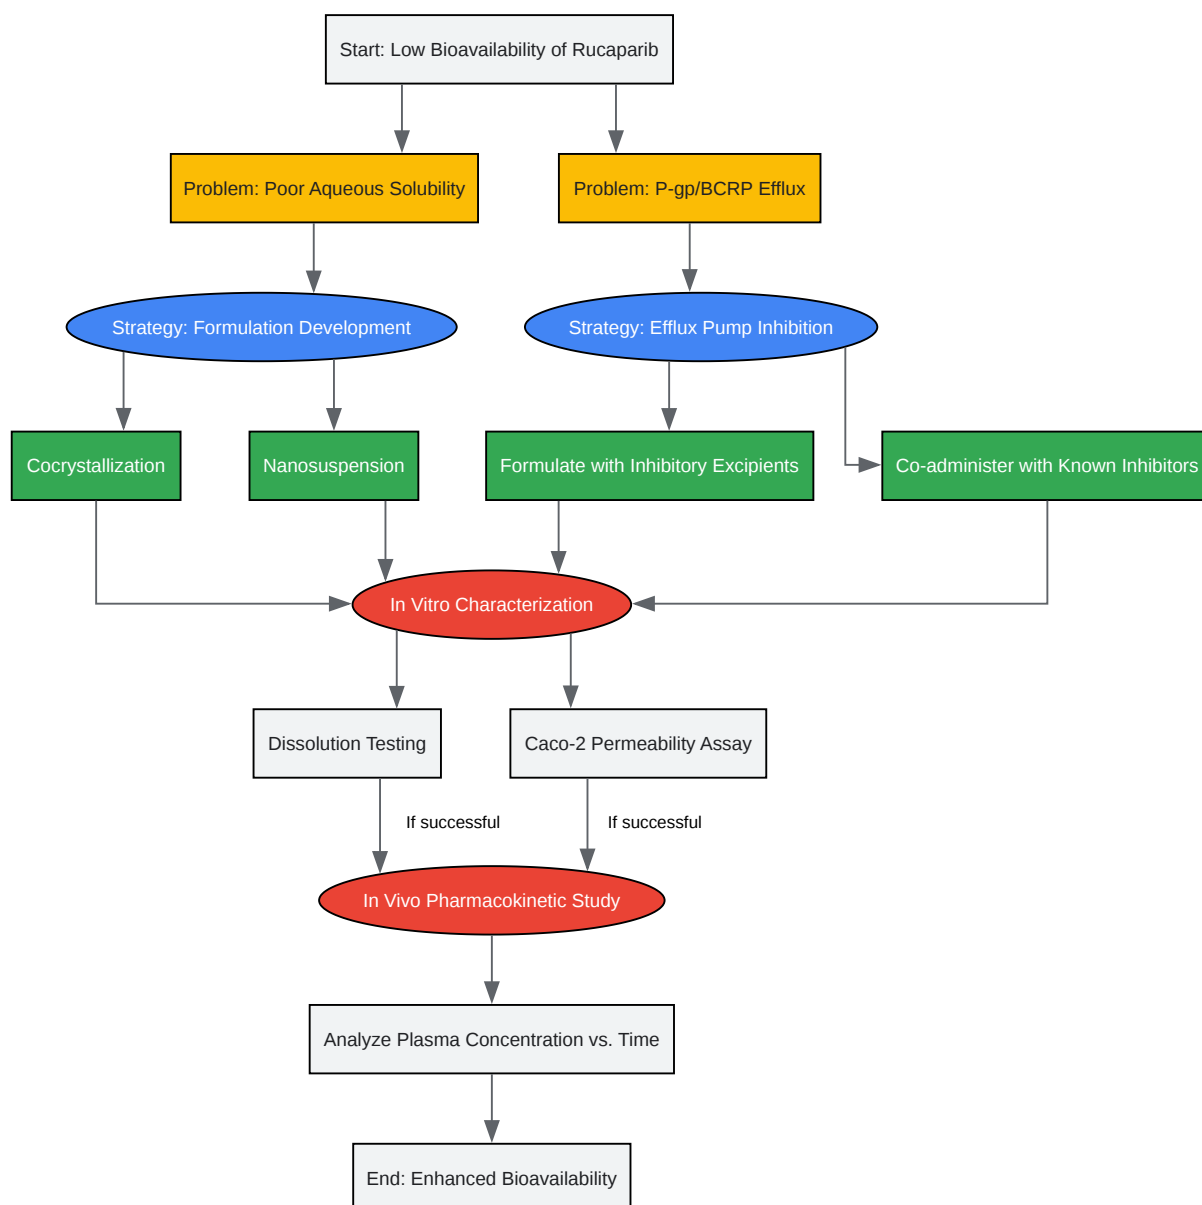 Start: Low Bioavailability of Rucaparib
Problem: Poor Aqueous Solubility
Problem: P-gp/BCRP Efflux
Strategy: Formulation Development
Strategy: Efflux Pump Inhibition
Cocrystallization
Nanosuspension
Formulate with Inhibitory Excipients
Co-administer with Known Inhibitors
In Vitro Characterization
Dissolution Testing
Caco-2 Permeability Assay
If successful
If successful
In Vivo Pharmacokinetic Study
Analyze Plasma Concentration vs. Time
End: Enhanced Bioavailability